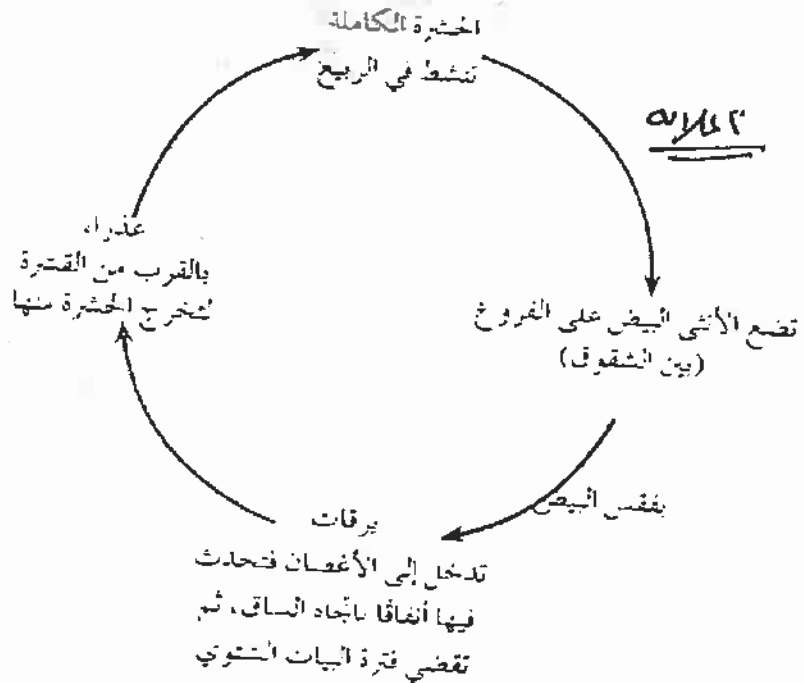 الحشرة الكاملة
تنشط في الربيع
تضع الأنثى البيض على الفروع
(بين الشقوق)
يفقس البيض
يرقات
تدخل إلى الأغصان فتحدث
فيها أنفاقًا باتجاه الساق، ثم
تقضي فترة البيات الشتوي
عذراء
بالقرب من القشرة
لتخرج الحشرة منها